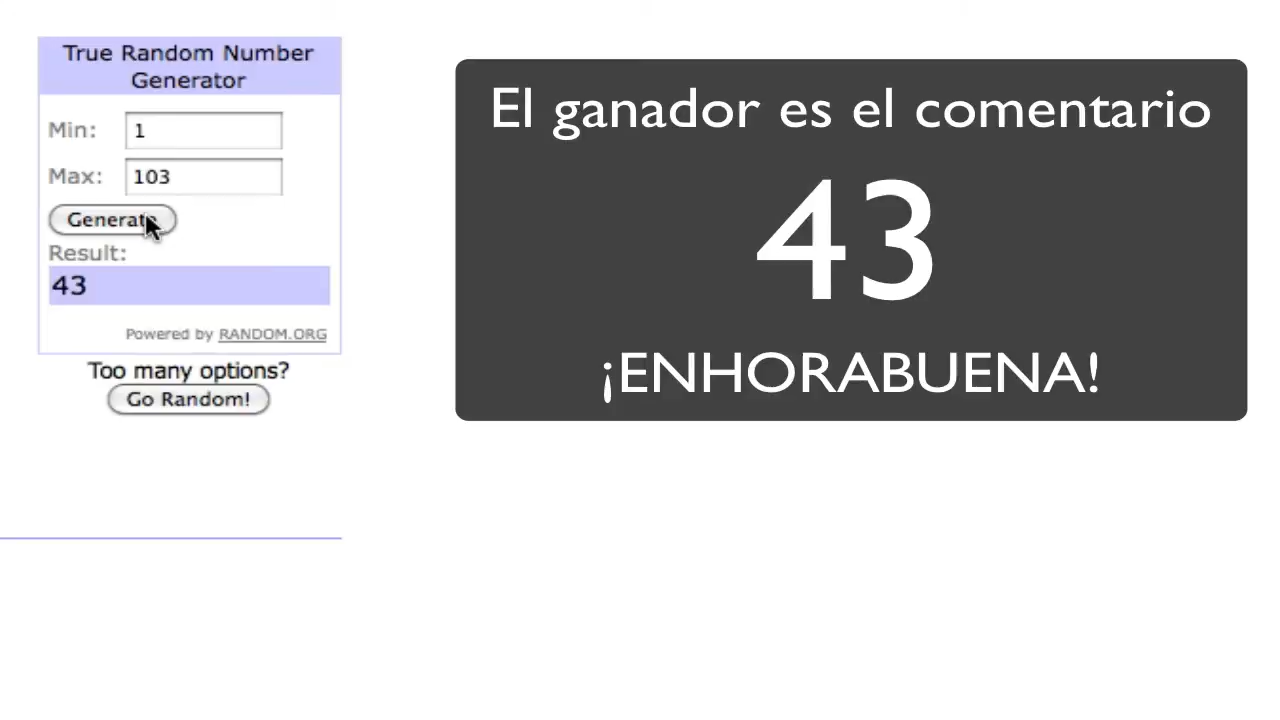 True Random Number
Generator
Min: 1
Max: 103
Generate
Result:
43
Powered by RANDOM.ORG
Too many options?
Go Random!
El ganador es el comentario
43
¡ENHORABUENA!